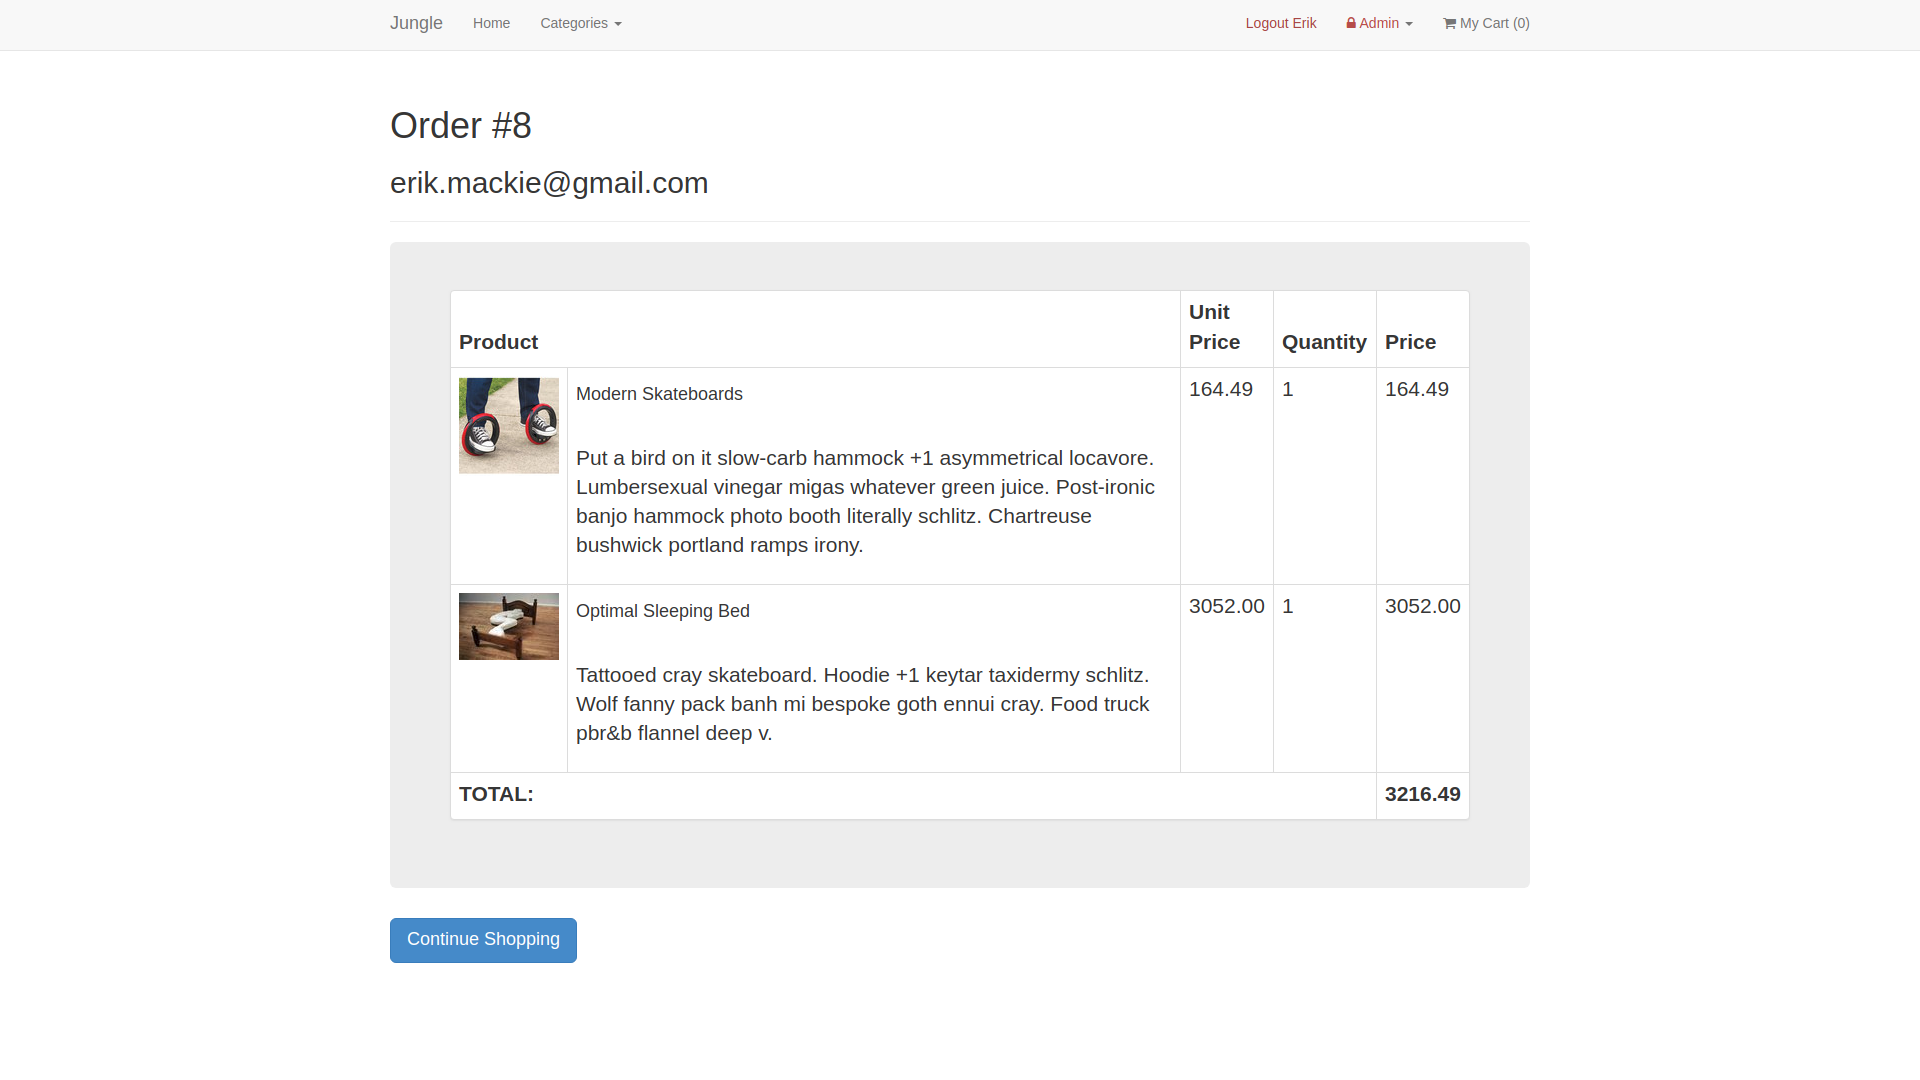 Jungle Home Categories Logout Erik Admin My Cart (0)
Order #8
erik.mackie@gmail.com
Product Unit Price Quantity Price
Modern Skateboards 164.49 1 164.49
Put a bird on it slow-carb hammock +1 asymmetrical locavore.
Lumbersexual vinegar migas whatever green juice. Post-ironic
banjo hammock photo booth literally schlitz. Chartreuse
bushwick portland ramps irony.
Optimal Sleeping Bed 3052.00 1 3052.00
Tattooed cray skateboard. Hoodie +1 keytar taxidermy schlitz.
Wolf fanny pack banh mi bespoke goth ennui cray. Food truck
pbr&b flannel deep v.
TOTAL: 3216.49
Continue Shopping